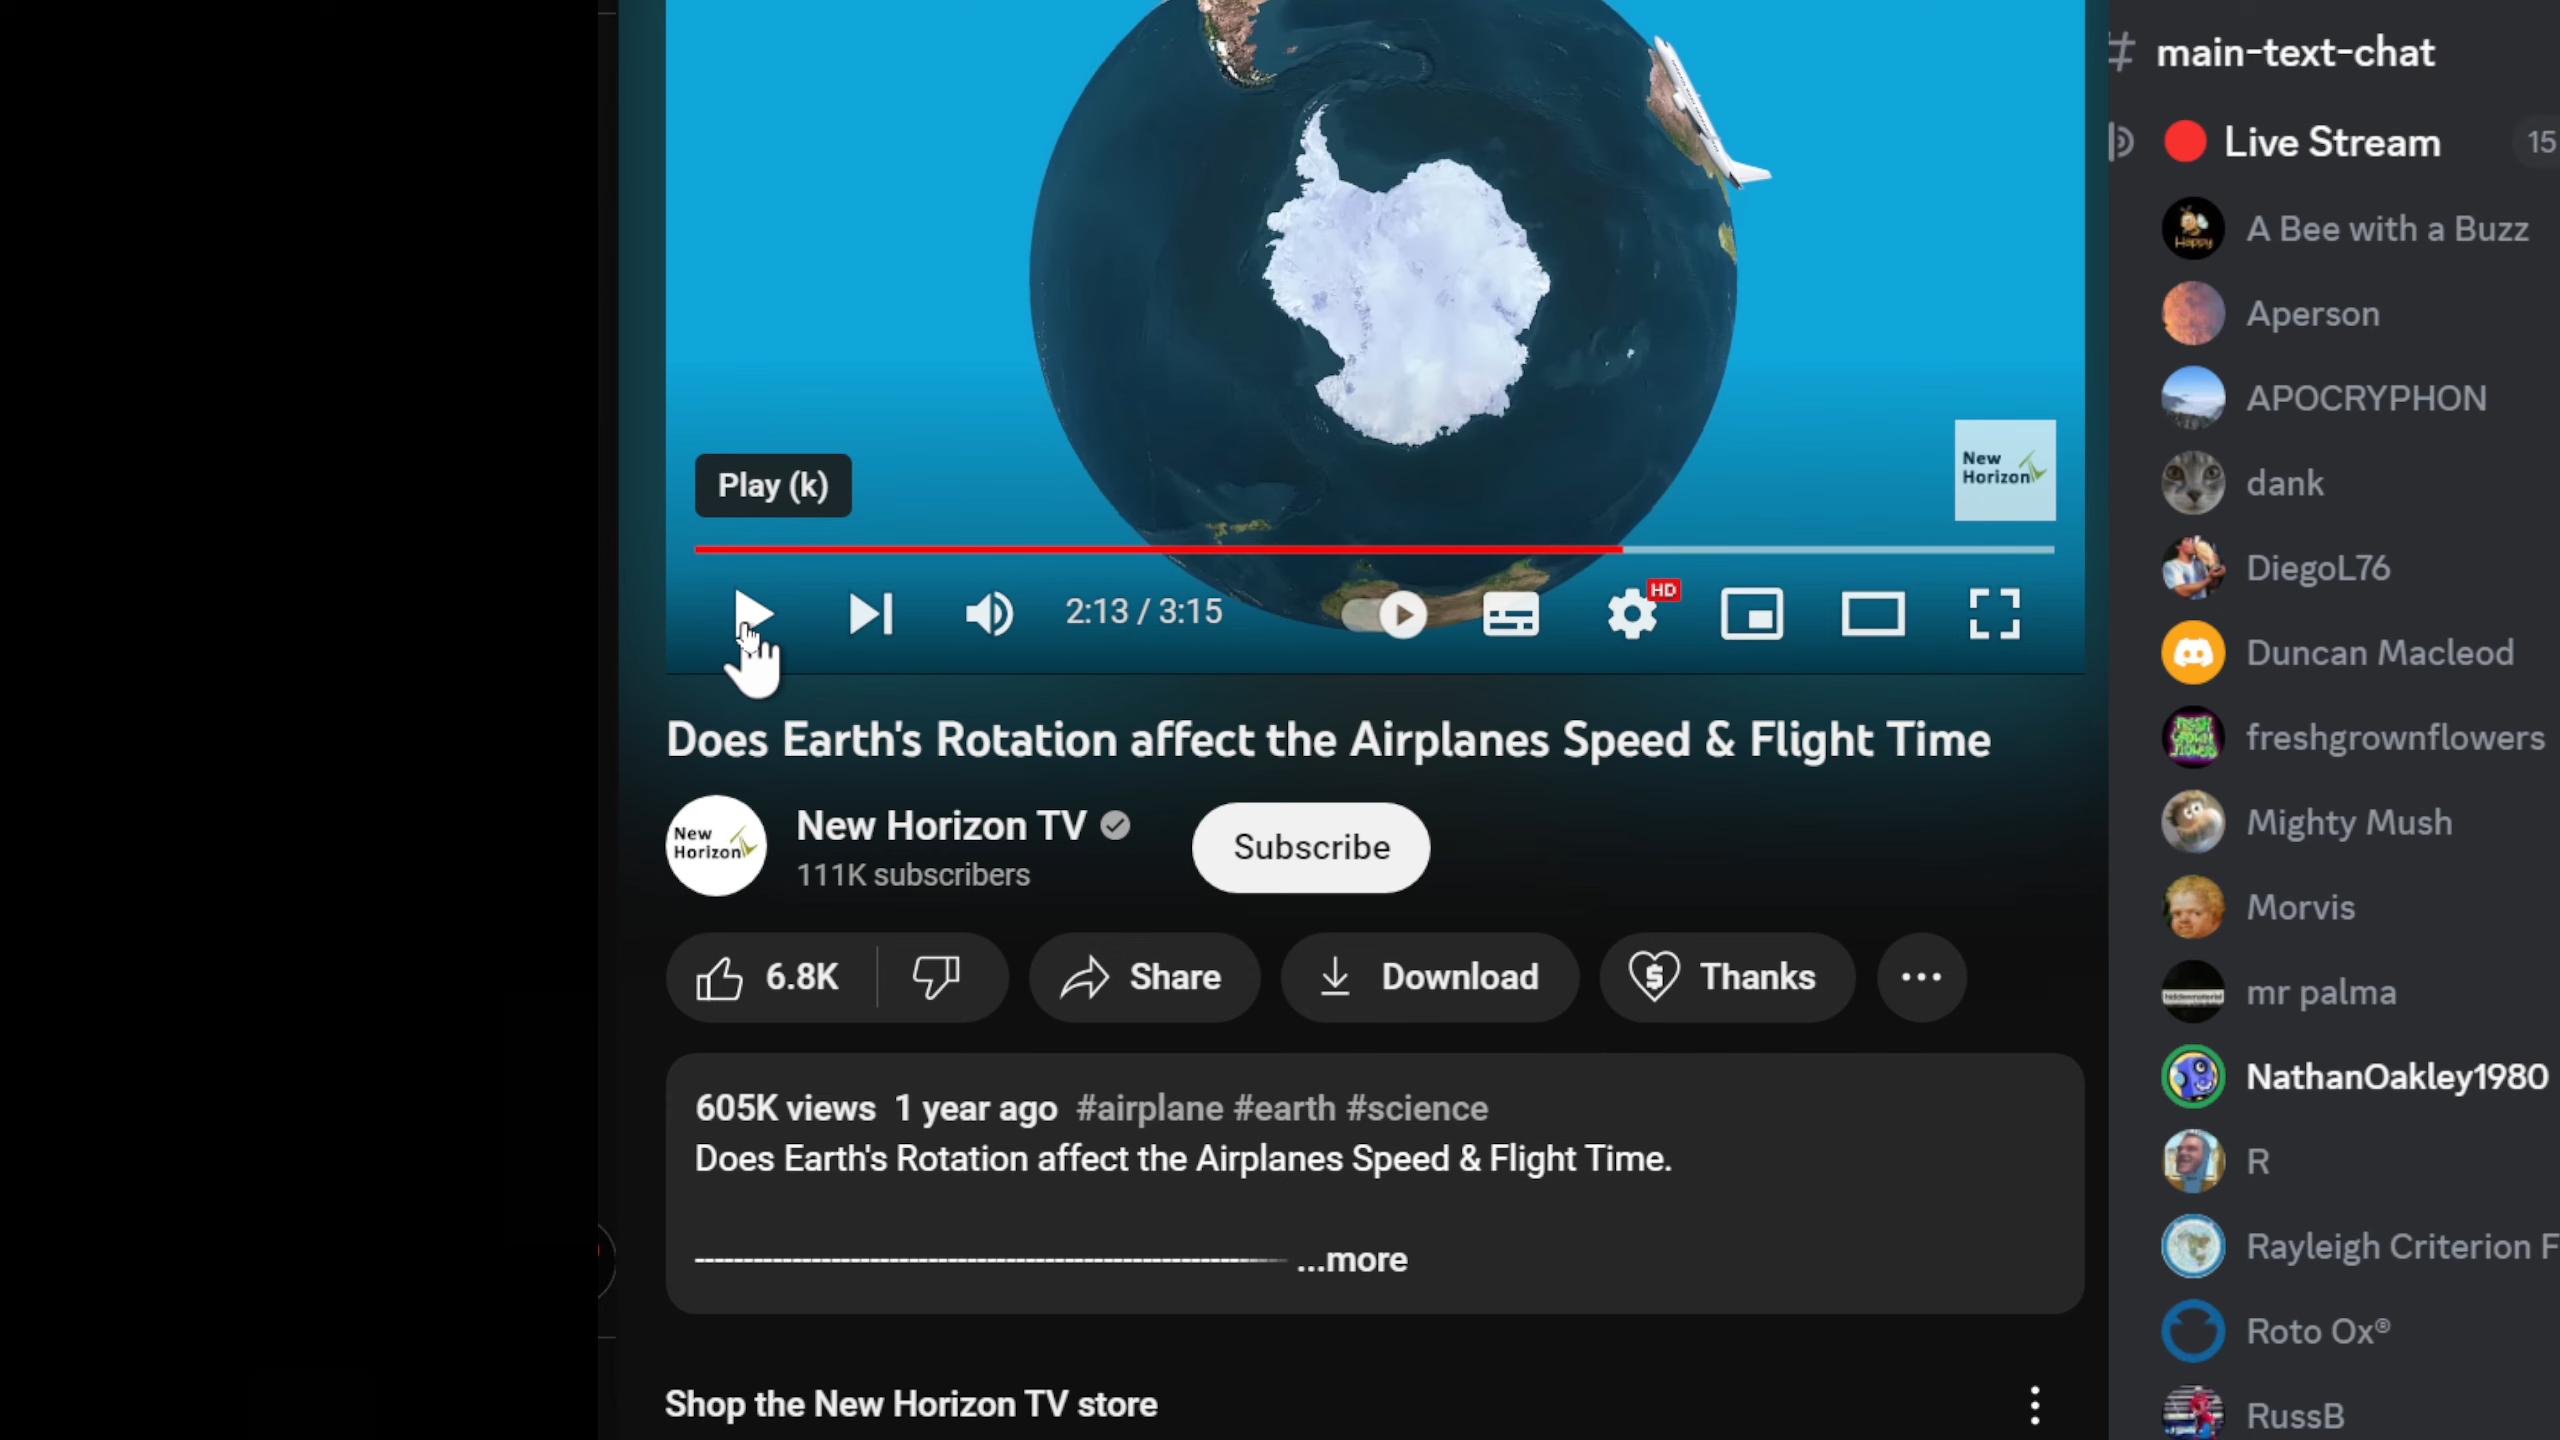 New
Horizon
Play (k)
HD
2:13 / 3:15
Does Earth's Rotation affect the Airplanes Speed & Flight Time
New
Horizon
New Horizon TV
111K subscribers
Subscribe
6.8K
Share
Download
Thanks
605K views 1 year ago #airplane #earth #science
Does Earth's Rotation affect the Airplanes Speed & Flight Time.
...more
Shop the New Horizon TV store
# main-text-chat
Live Stream 15
Happy
A Bee with a Buzz
Aperson
APOCRYPHON
dank
DiegoL76
Duncan Macleod
FRESH GROWN FLOWERS
freshgrownflowers
Mighty Mush
Morvis
mr palma
NathanOakley1980
R
Rayleigh Criterion F
Roto Ox®
RussB